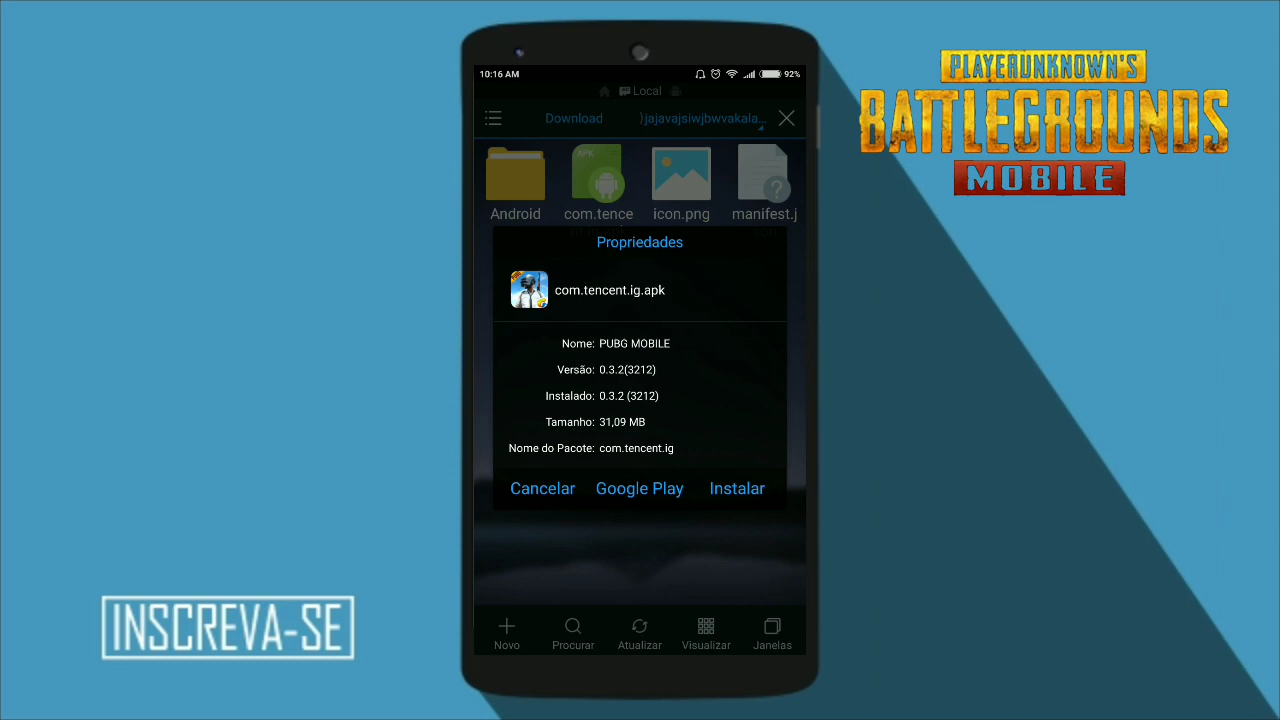 10:16 AM
92%
Local
Download
)jajavajsiwjbwvakala...
APK
Android
com.tence
icon.png
manifest.j
Propriedades
com.tencent.ig.apk
Nome: PUBG MOBILE
Versão: 0.3.2(3212)
Instalado: 0.3.2 (3212)
Tamanho: 31,09 MB
Nome do Pacote: com.tencent.ig
Cancelar
Google Play
Instalar
Novo
Procurar
Atualizar
Visualizar
Janelas
PLAYERUNKNOWN'S
BATTLEGROUNDS
MOBILE
INSCREVA-SE